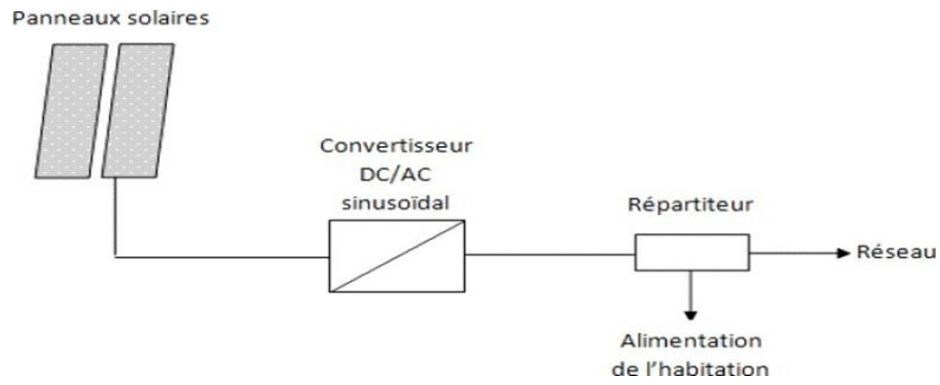 Panneaux solaires
Convertisseur
DC/AC
sinusoïdal
Répartiteur
Réseau
Alimentation
de l'habitation